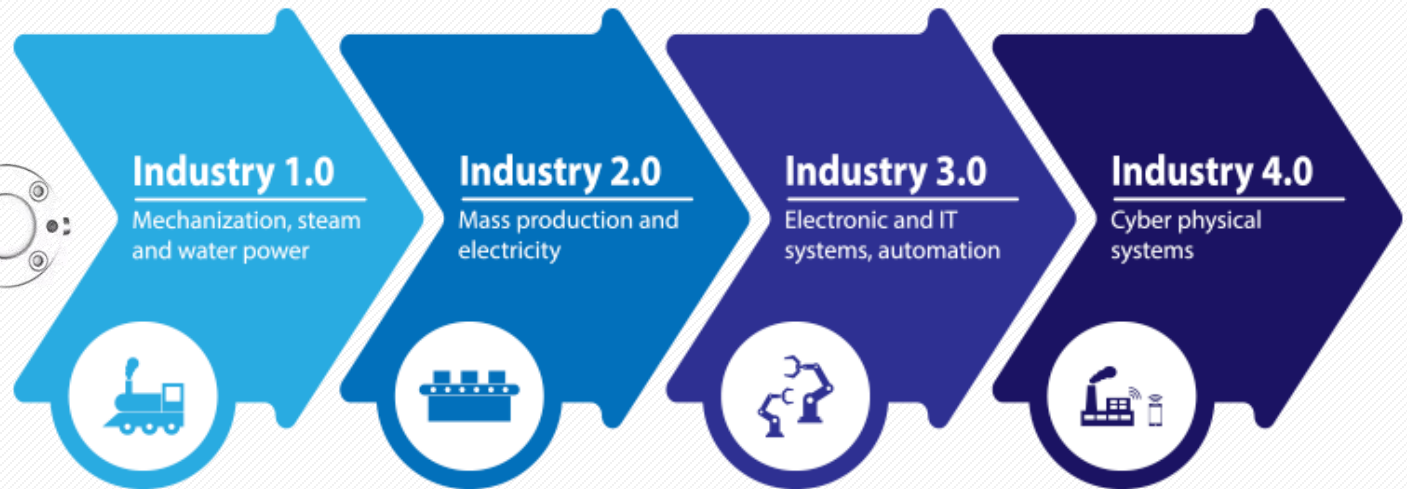 Industry 1.0
Mechanization, steam
and water power
Industry 2.0
Mass production and
electricity
Industry 3.0
Electronic and IT
systems, automation
Industry 4.0
Cyber physical
systems